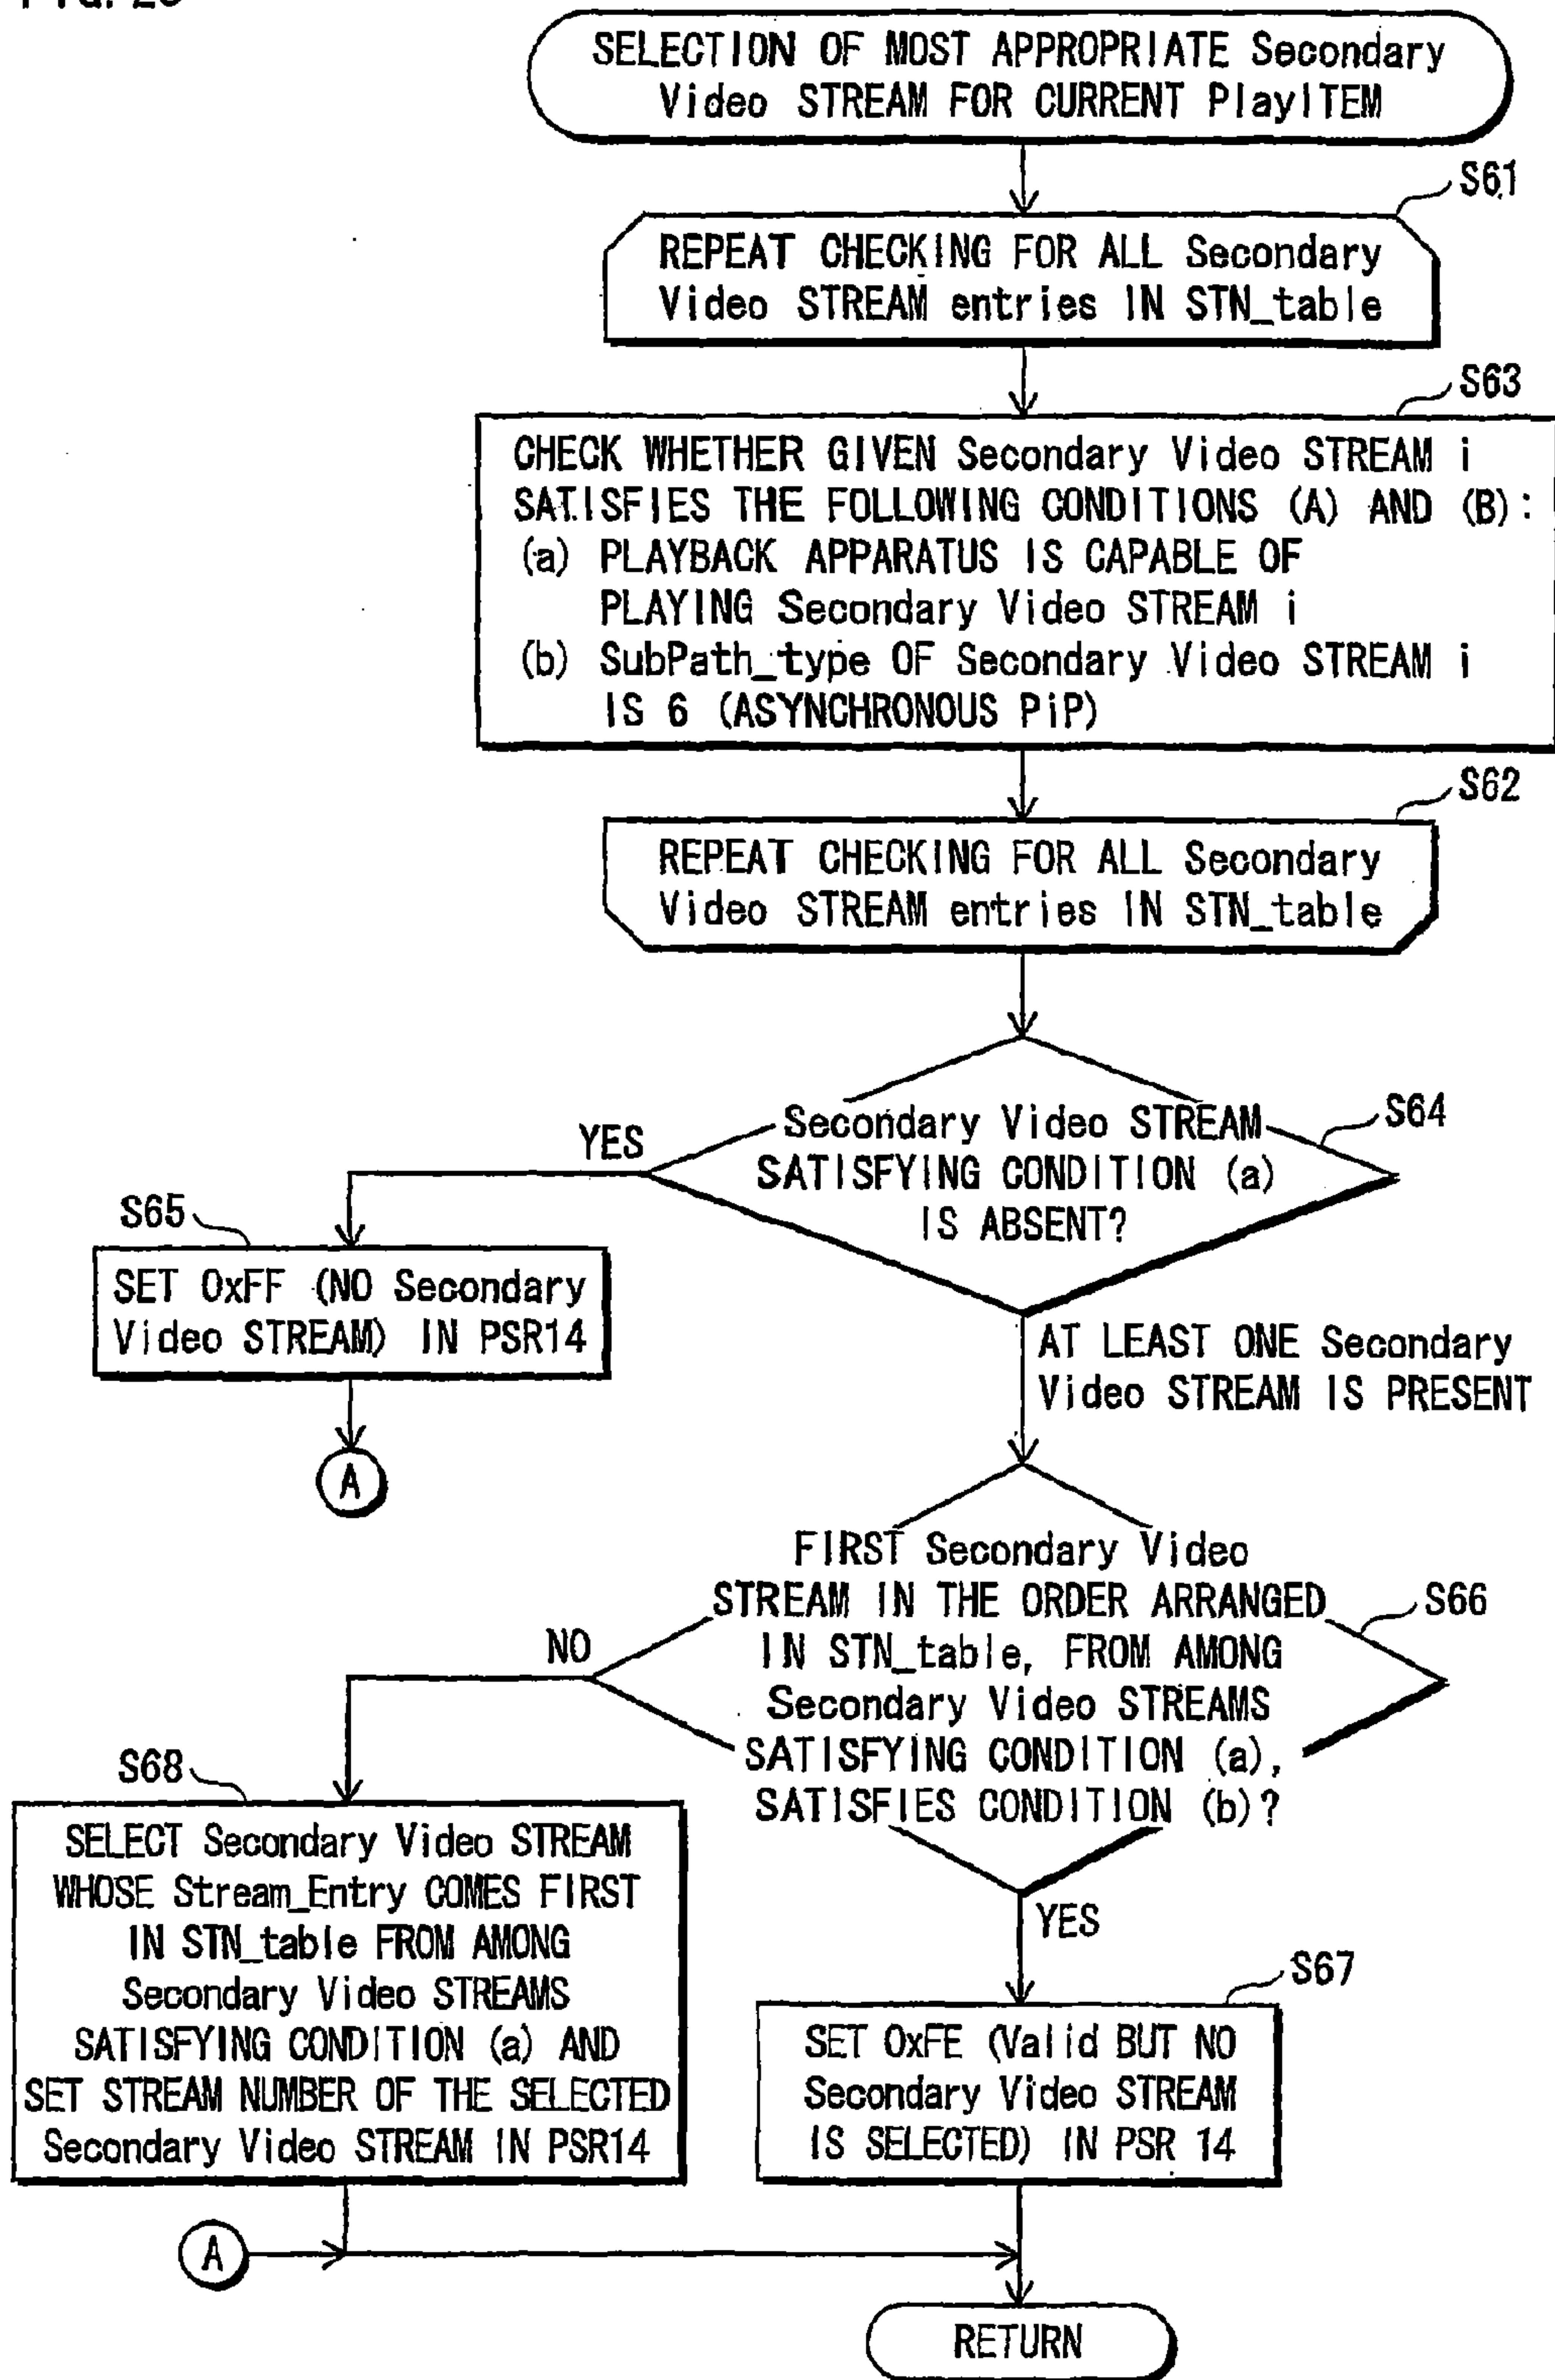 SELECTION OF MOST APPROPRIATE Secondary
Video STREAM FOR CURRENT PlayITEM
S61
REPEAT CHECKING FOR ALL Secondary
Video STREAM entries IN STN_table
S63
CHECK WHETHER GIVEN Secondary Video STREAM i
SATISFIES THE FOLLOWING CONDITIONS (A) AND (B):
(a) PLAYBACK APPARATUS IS CAPABLE OF
PLAYING Secondary Video STREAM i
(b) SubPath_type OF Secondary Video STREAM i
IS 6 (ASYNCHRONOUS PiP)
S62
REPEAT CHECKING FOR ALL Secondary
Video STREAM entries IN STN_table
S64
Secondary Video STREAM
SATISFYING CONDITION (a)
IS ABSENT?
YES
S65
SET 0xFF (NO Secondary
Video STREAM) IN PSR14
A
AT LEAST ONE Secondary
Video STREAM IS PRESENT
FIRST Secondary Video
STREAM IN THE ORDER ARRANGED
IN STN_table, FROM AMONG
Secondary Video STREAMS
SATISFYING CONDITION (a),
SATISFIES CONDITION (b)?
S66
NO
S68
SELECT Secondary Video STREAM
WHOSE Stream_Entry COMES FIRST
IN STN_table FROM AMONG
Secondary Video STREAMS
SATISFYING CONDITION (a) AND
SET STREAM NUMBER OF THE SELECTED
Secondary Video STREAM IN PSR14
YES
S67
SET 0xFE (Valid BUT NO
Secondary Video STREAM
IS SELECTED) IN PSR 14
A
RETURN